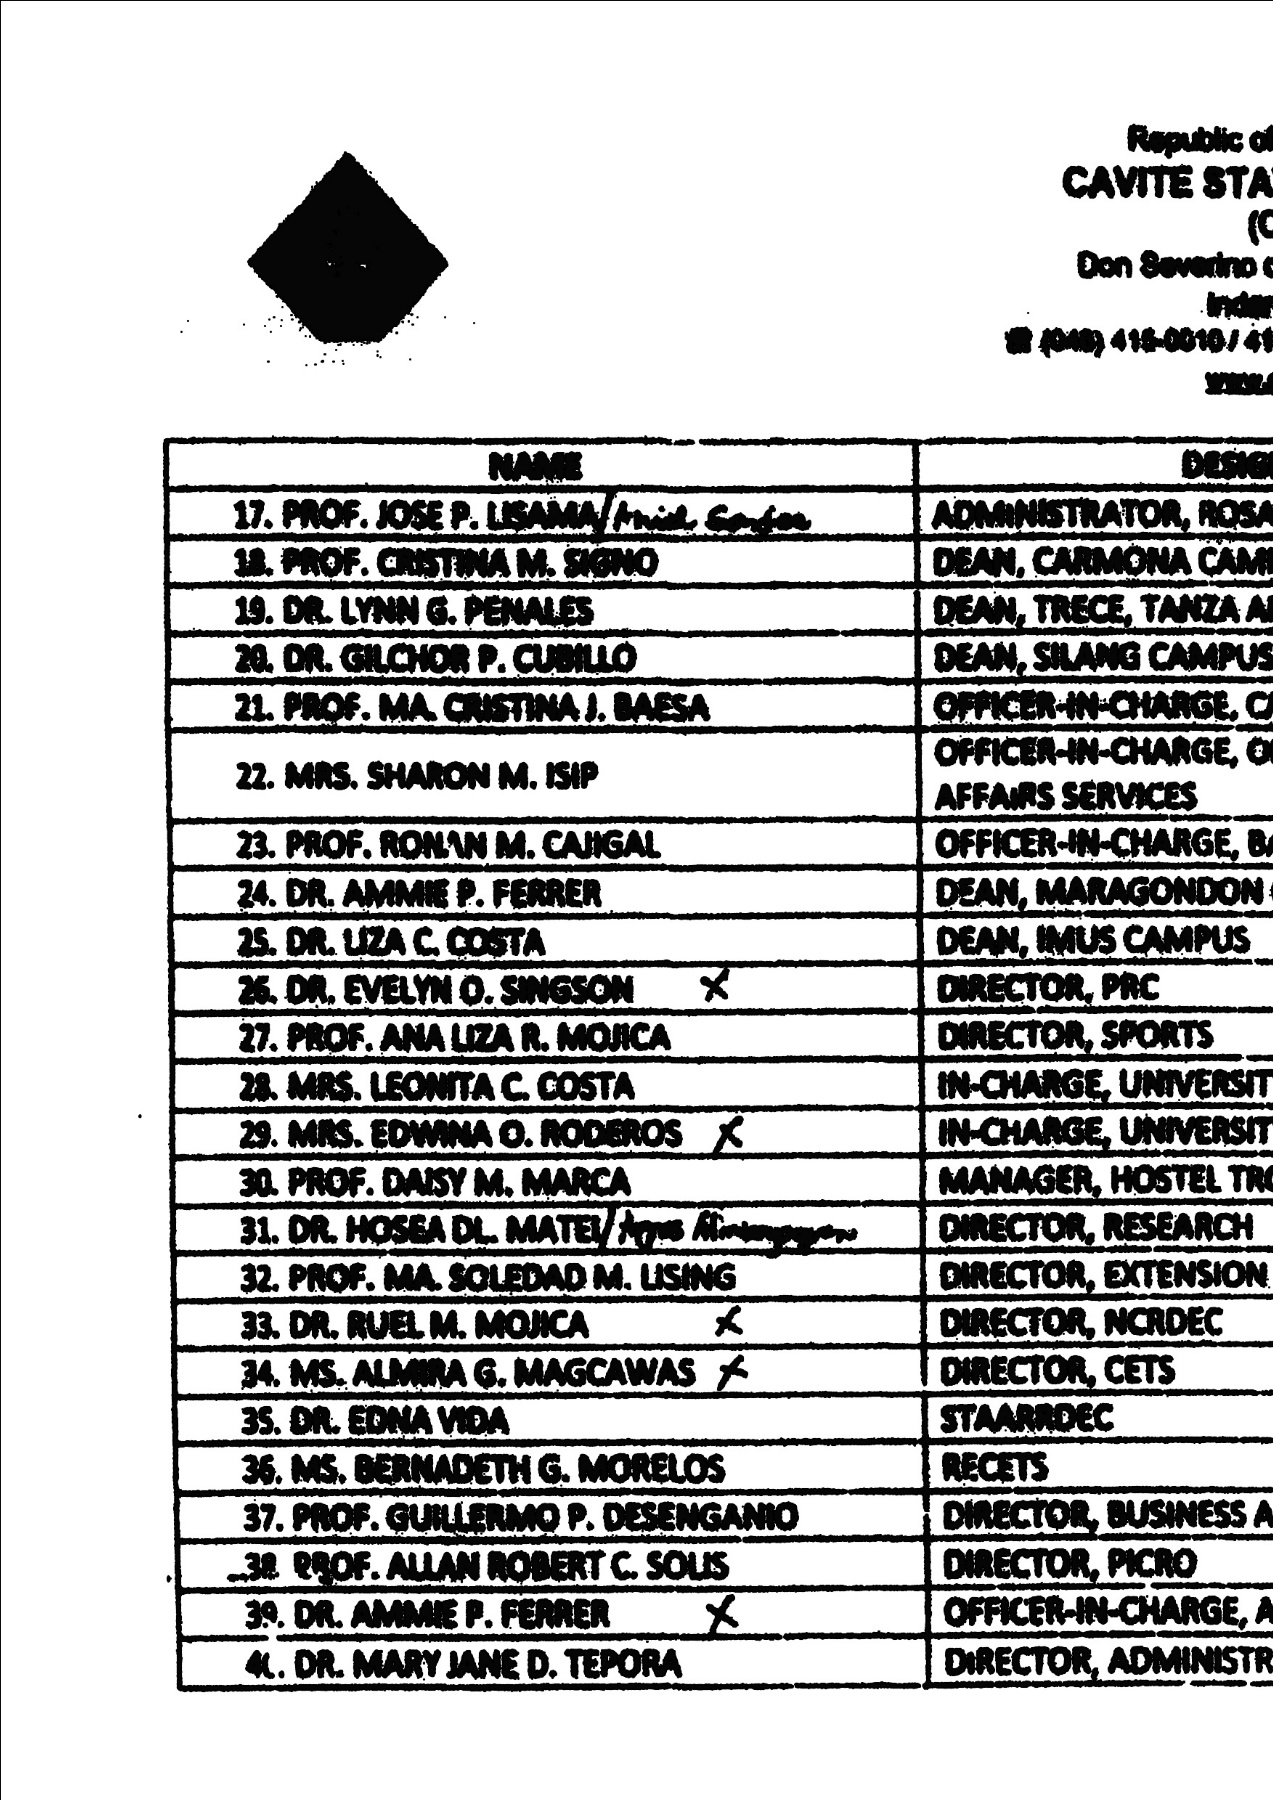 Republic of
CAVITE STA
(C
Don Severino d
Indan
☎ (046) 415-0010 / 41
www.
NAME DESIG
17. PROF. JOSE P. LISAMA/ ADMINISTRATOR, ROSA
18. PROF. CRISTINA M. SIGNO DEAN, CARMONA CAM
19. DR. LYNN G. PENALES DEAN, TRECE, TANZA A
20. DR. GILCHOR P. CUBILLO DEAN, SILANG CAMPUS
21. PROF. MA. CRISTINA J. BAESA OFFICER-IN-CHARGE, CA
22. MRS. SHARON M. ISIP OFFICER-IN-CHARGE, O
AFFAIRS SERVICES
23. PROF. RONAN M. CAJIGAL OFFICER-IN-CHARGE, BA
24. DR. AMMIE P. FERRER DEAN, MARAGONDON
25. DR. LIZA C. COSTA DEAN, IMUS CAMPUS
26. DR. EVELYN O. SINGSON X DIRECTOR, PRC
27. PROF. ANA LIZA R. MOJICA DIRECTOR, SPORTS
28. MRS. LEONITA C. COSTA IN-CHARGE, UNIVERSIT
29. MRS. EDWINA O. RODEROS X IN-CHARGE, UNIVERSIT
30. PROF. DAISY M. MARCA MANAGER, HOSTEL TRO
31. DR. HOSEA DL. MATEL/ DIRECTOR, RESEARCH
32. PROF. MA. SOLEDAD M. LISING DIRECTOR, EXTENSION
33. DR. RUEL M. MOJICA X DIRECTOR, NCRDEC
34. MS. ALMIRA G. MAGCAWAS X DIRECTOR, CETS
35. DR. EDNA VIDA STAARRDEC
36. MS. BERNADETH G. MORELOS RECETS
37. PROF. GUILLERMO P. DESENGANIO DIRECTOR, BUSINESS A
38. PROF. ALLAN ROBERT C. SOLIS DIRECTOR, PICRO
39. DR. AMMIE P. FERRER X OFFICER-IN-CHARGE, A
40. DR. MARY JANE D. TEPORA DIRECTOR, ADMINISTR